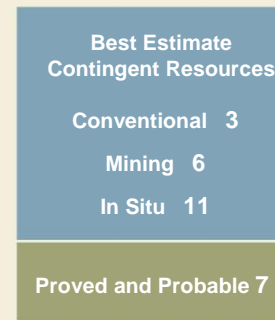 Best Estimate
Contingent Resources
Conventional 3
Mining 6
In Situ 11
Proved and Probable 7